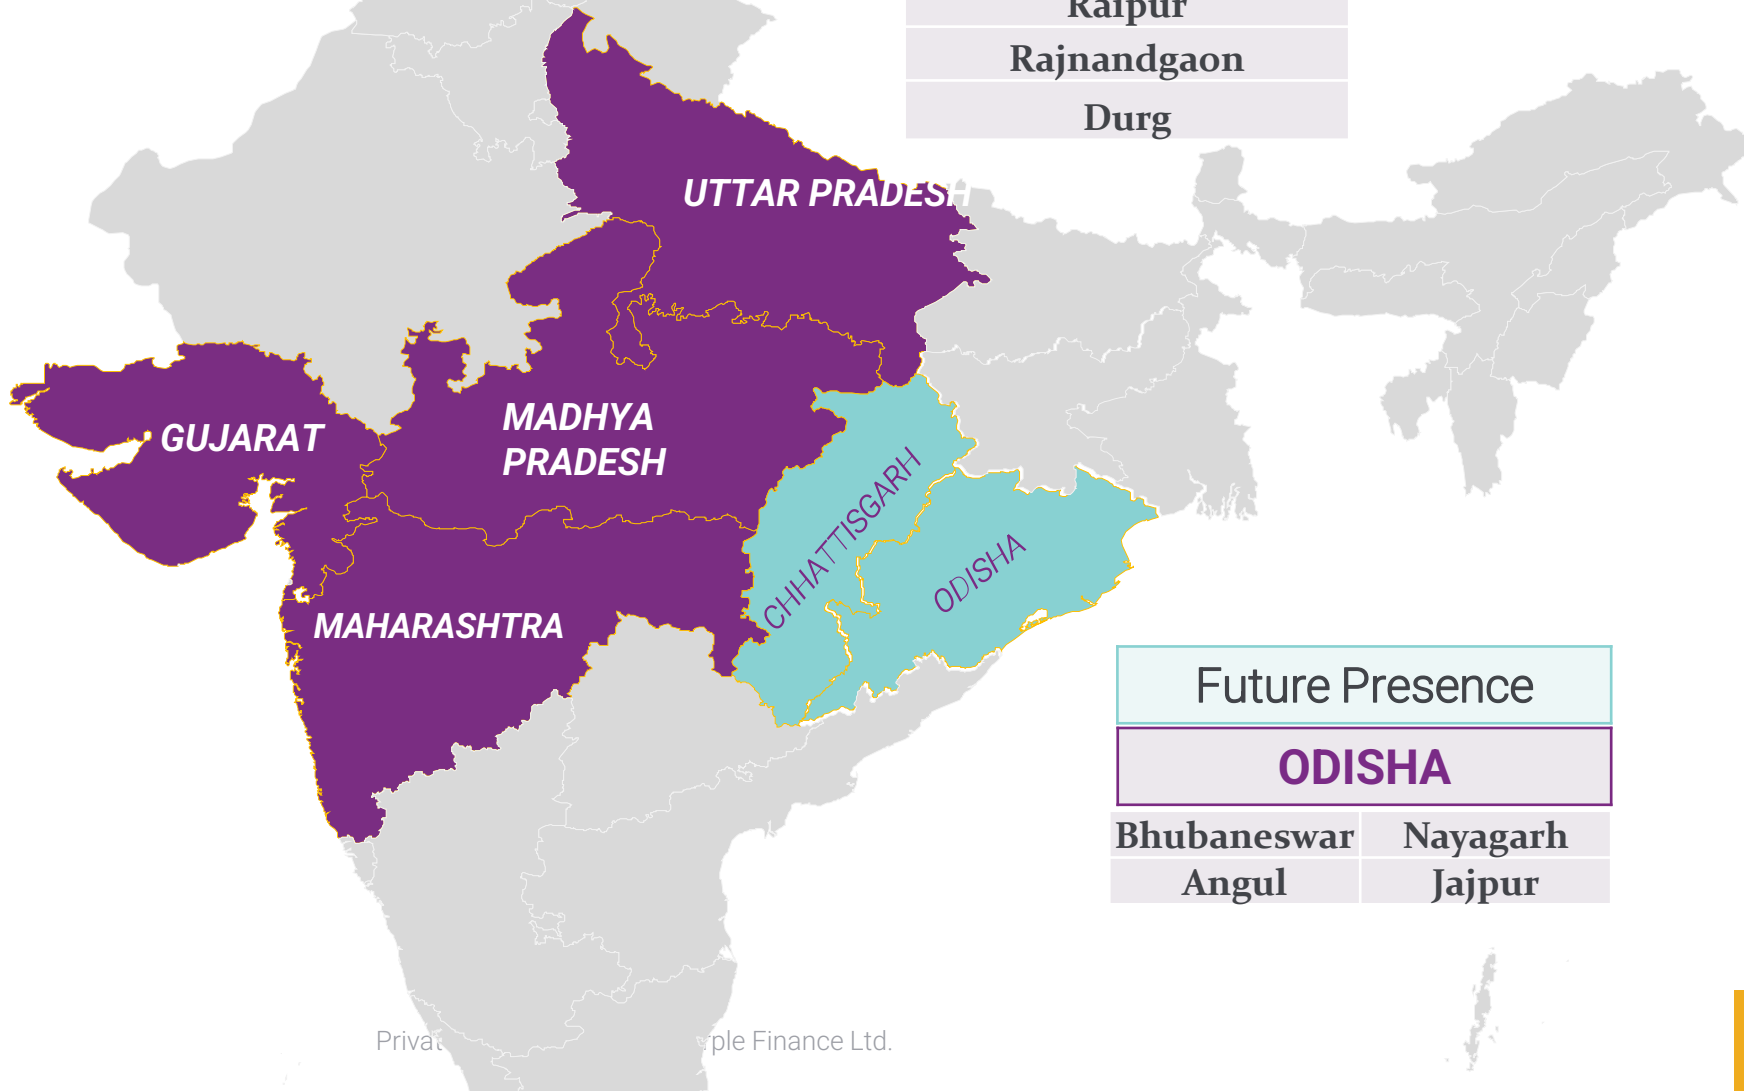 Raipur
Rajnandgaon
Durg
UTTAR PRADESH
MADHYA
PRADESH
GUJARAT
CHHATTISGARH
ODISHA
MAHARASHTRA
Future Presence
ODISHA
Bhubaneswar Nayagarh
Angul Jajpur
Finance Ltd.